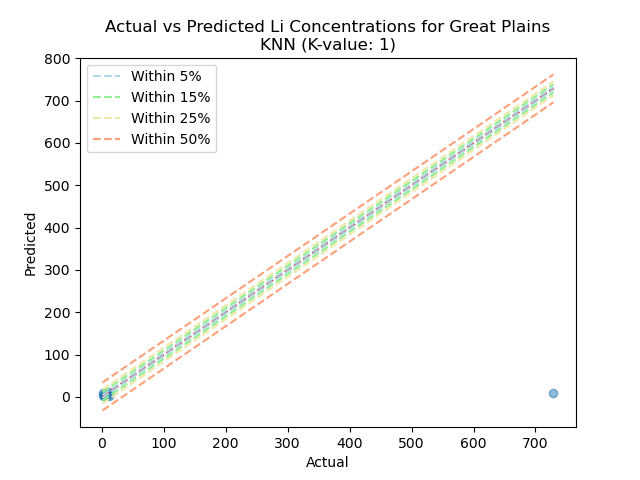 Actual vs Predicted Li Concentrations for Great Plains
KNN (K-value: 1)
800
700
600
500
400
300
200
100
0
Predicted
Within 5%
Within 15%
Within 25%
Within 50%
0 100 200 300 400 500 600 700
Actual